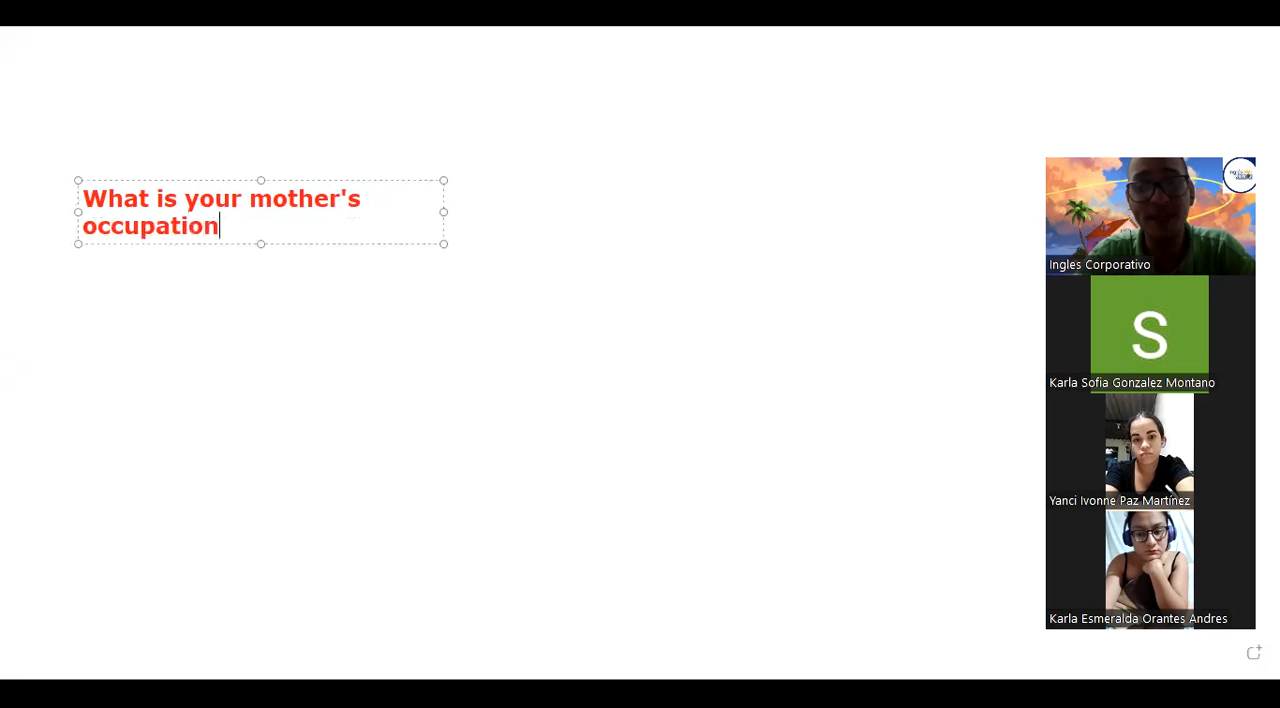 What is your mother's
occupation
Ingles Corporativo
S
Karla Sofia Gonzalez Montano
Yanci Ivonne Paz Martínez
Karla Esmeralda Orantes Andres